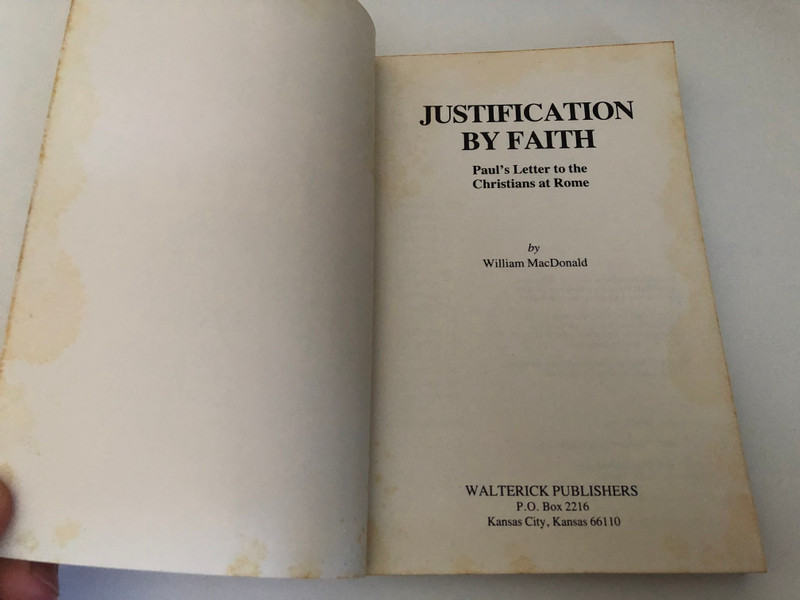 JUSTIFICATION
BY FAITH
Paul's Letter to the
Christians at Rome
by
William MacDonald
WALTERICK PUBLISHERS
P.O. Box 2216
Kansas City, Kansas 66110